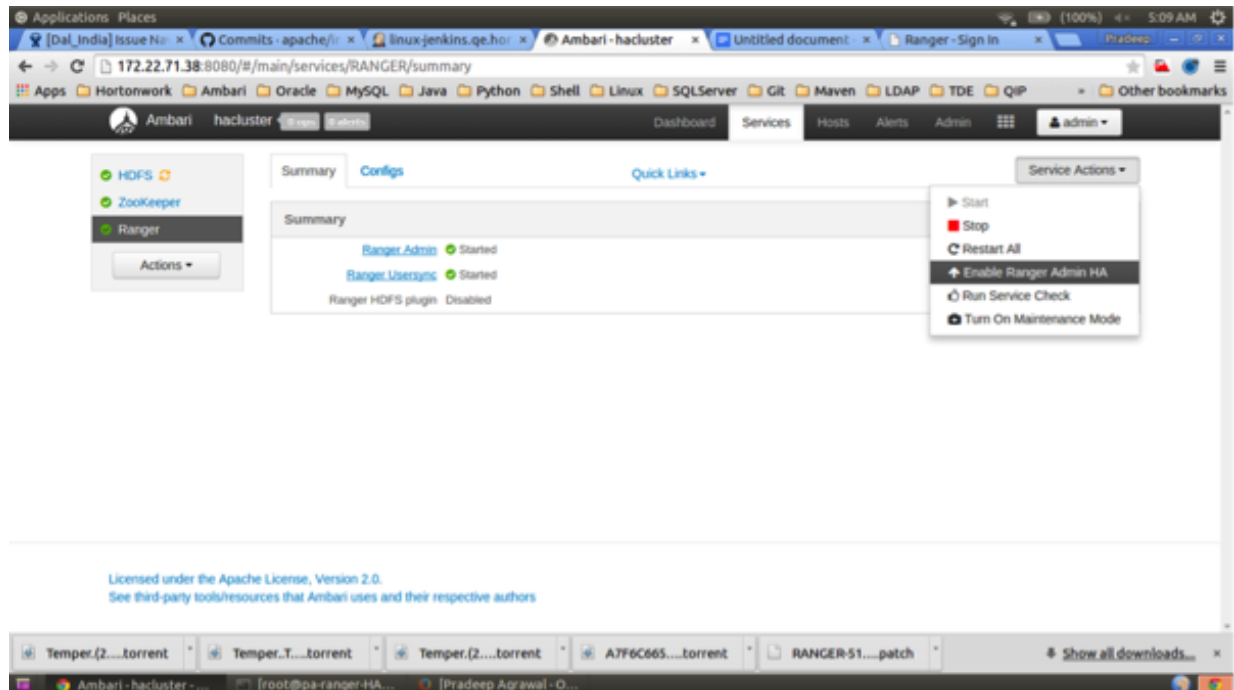 Applications Places (100%) 5:09 AM
[Dal_India] Issue Na × Commits · apache/ir × linux-jenkins.qe.hor × Ambari - hacluster × Untitled document × Ranger - Sign In × Pradeep
172.22.71.38:8080/#/main/services/RANGER/summary
Apps Hortonwork Ambari Oracle MySQL Java Python Shell Linux SQLServer Git Maven LDAP TDE QIP » Other bookmarks
Ambari hacluster 0 ops 0 alerts Dashboard Services Hosts Alerts Admin admin
HDFS
ZooKeeper
Ranger
Actions
Summary Configs Quick Links Service Actions
Summary
Ranger Admin Started
Ranger Usersync Started
Ranger HDFS plugin Disabled
Start
Stop
Restart All
Enable Ranger Admin HA
Run Service Check
Turn On Maintenance Mode
Licensed under the Apache License, Version 2.0.
See third-party tools/resources that Ambari uses and their respective authors
Temper.(2....torrent Temper..T....torrent Temper.(2....torrent A7F6C665....torrent RANGER-51....patch Show all downloads... ×
Ambari - hacluster - ... [root@pa-ranger-HA... [Pradeep Agrawal - O...